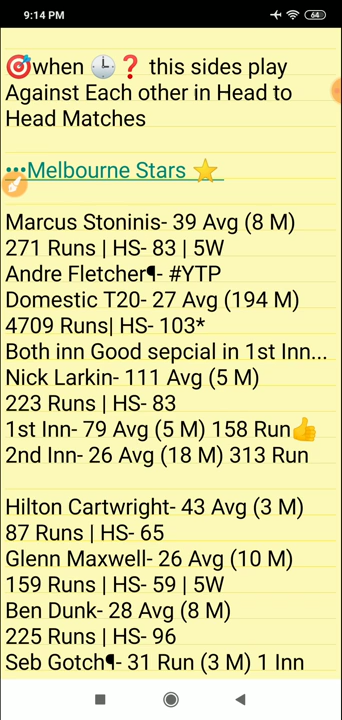 9:14 PM 64
🎯when 🕒❓ this sides play
Against Each other in Head to
Head Matches
•••Melbourne Stars ⭐
Marcus Stoninis- 39 Avg (8 M)
271 Runs | HS- 83 | 5W
Andre Fletcher¶- #YTP
Domestic T20- 27 Avg (194 M)
4709 Runs| HS- 103*
Both inn Good sepcial in 1st Inn...
Nick Larkin- 111 Avg (5 M)
223 Runs | HS- 83
1st Inn- 79 Avg (5 M) 158 Run👍
2nd Inn- 26 Avg (18 M) 313 Run
Hilton Cartwright- 43 Avg (3 M)
87 Runs | HS- 65
Glenn Maxwell- 26 Avg (10 M)
159 Runs | HS- 59 | 5W
Ben Dunk- 28 Avg (8 M)
225 Runs | HS- 96
Seb Gotch¶- 31 Run (3 M) 1 Inn